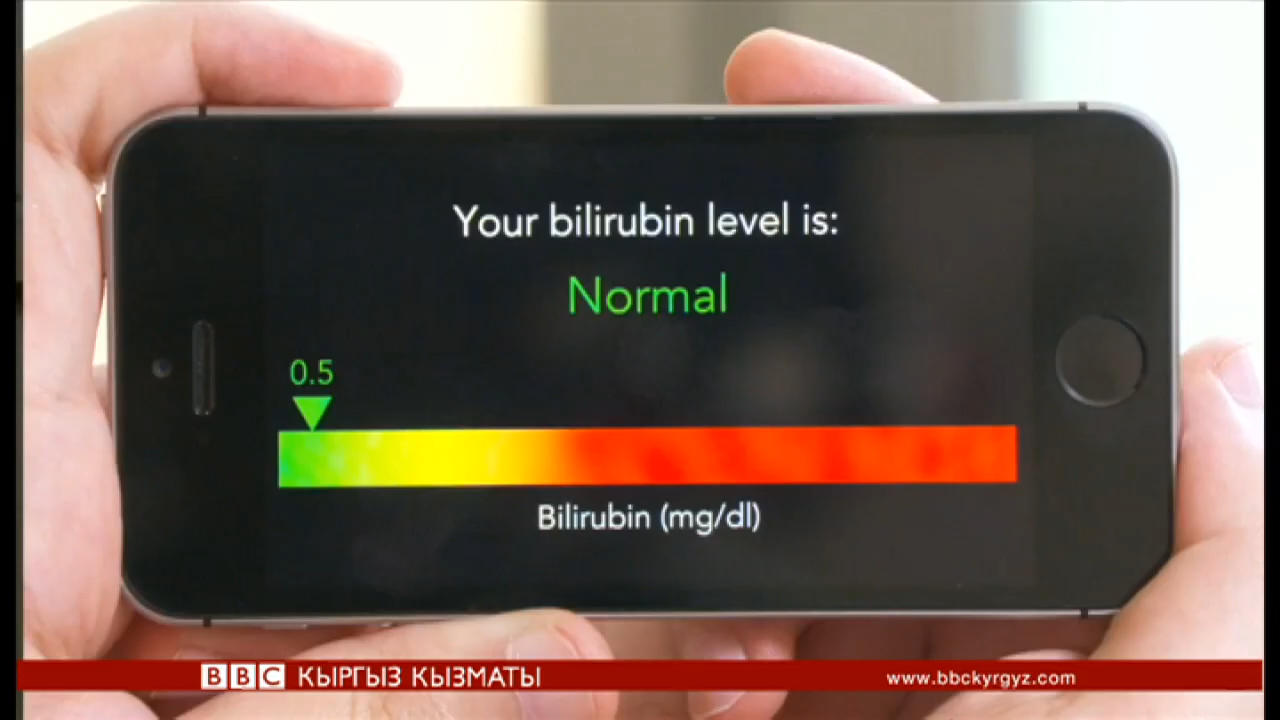 Your bilirubin level is:
Normal
0.5
Bilirubin (mg/dl)
BBC КЫРГЫЗ КЫЗМАТЫ
www.bbckyrgyz.com